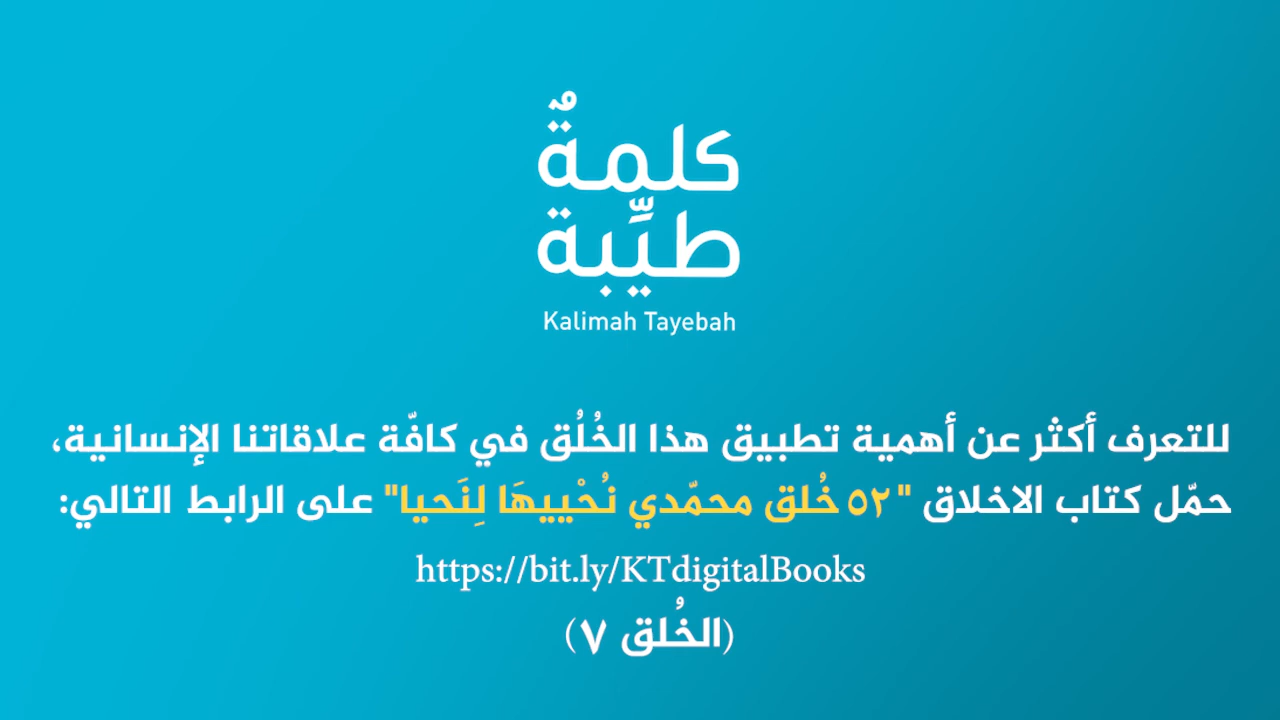 كلمةٌ
طيِّبة
Kalimah Tayebah
للتعرف أكثر عن أهمية تطبيق هذا الخُلُق في كافّة علاقاتنا الإنسانية،
حمّل كتاب الاخلاق "٥٢ خُلق محمّدي نُحْييهَا لِنَحيا" على الرابط التالي:
https://bit.ly/KTdigitalBooks
(الخُلق ٧)